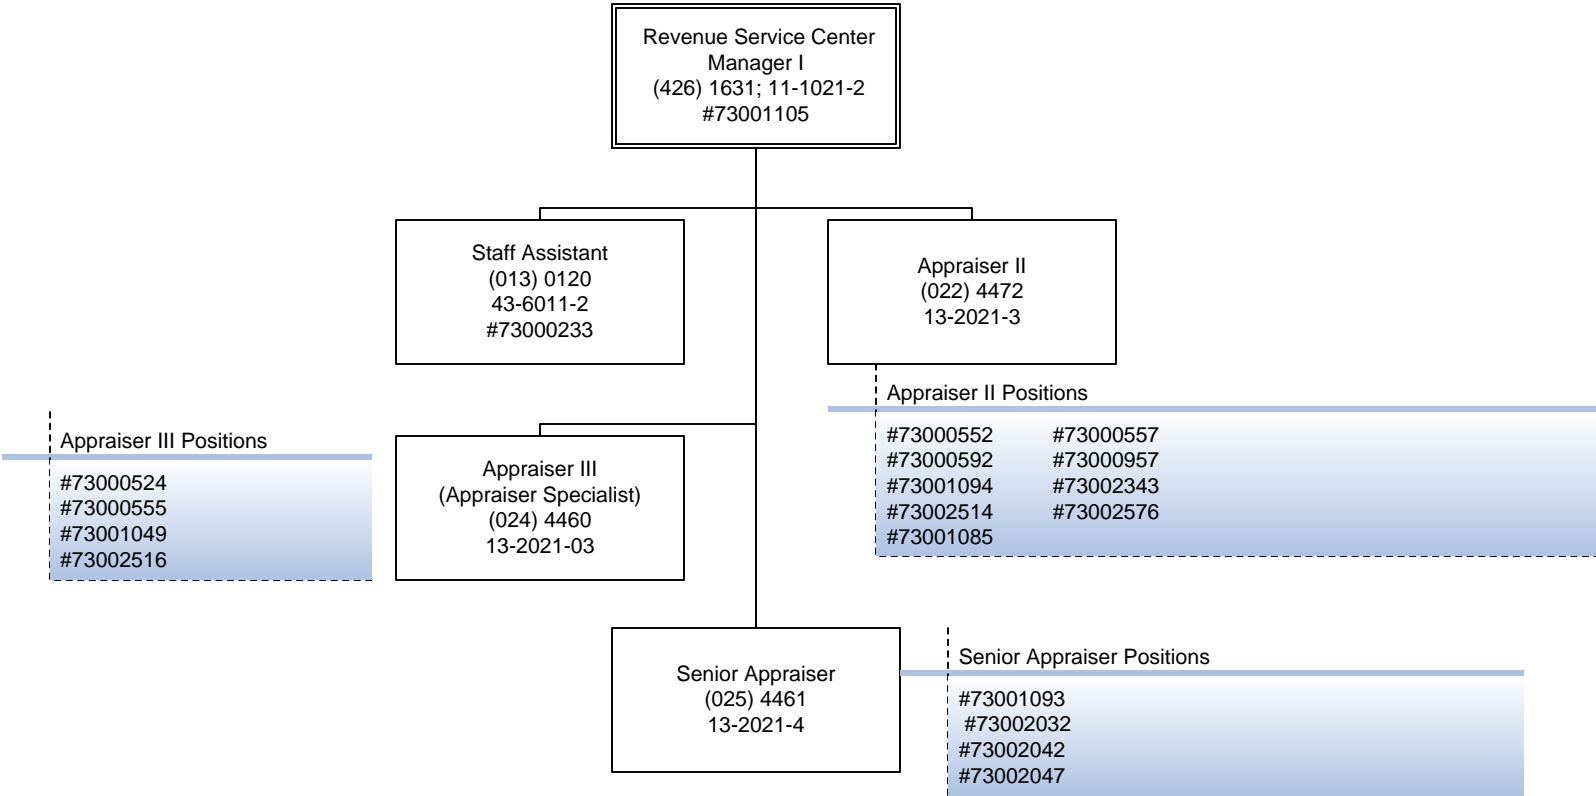 Revenue Service Center
Manager I
(426) 1631; 11-1021-2
#73001105
Staff Assistant
(013) 0120
43-6011-2
#73000233
Appraiser II
(022) 4472
13-2021-3
Appraiser II Positions
#73000552 #73000557
#73000592 #73000957
#73001094 #73002343
#73002514 #73002576
#73001085
Appraiser III Positions
#73000524
#73000555
#73001049
#73002516
Appraiser III
(Appraiser Specialist)
(024) 4460
13-2021-03
Senior Appraiser
(025) 4461
13-2021-4
Senior Appraiser Positions
#73001093
#73002032
#73002042
#73002047